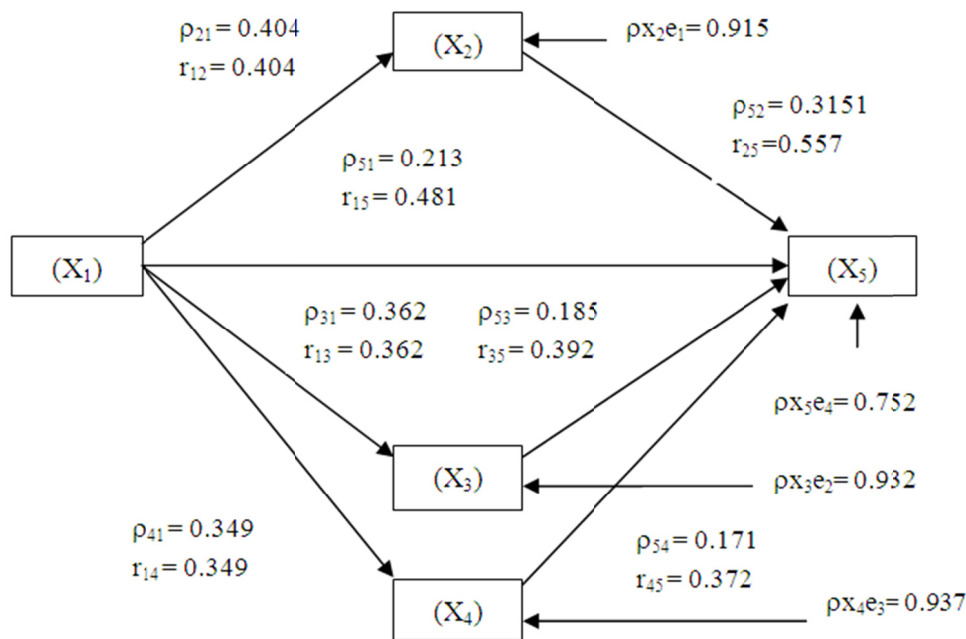 ρ₂₁ = 0.404
r₁₂ = 0.404
(X₂)
ρx₂e₁= 0.915
ρ₅₂ = 0.3151
r₂₅ = 0.557
ρ₅₁ = 0.213
r₁₅ = 0.481
(X₁)
(X₅)
ρ₃₁ = 0.362
r₁₃ = 0.362
ρ₅₃ = 0.185
r₃₅ = 0.392
ρx₅e₄= 0.752
(X₃)
ρx₃e₂= 0.932
ρ₄₁ = 0.349
r₁₄ = 0.349
ρ₅₄ = 0.171
r₄₅ = 0.372
(X₄)
ρx₄e₃= 0.937